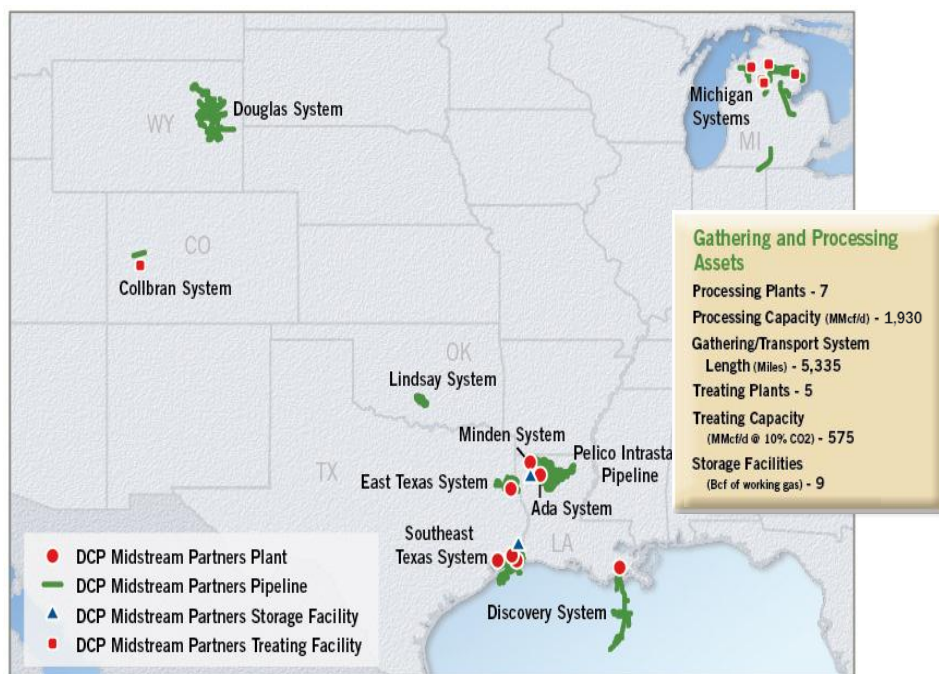 Douglas System
WY
Michigan
Systems
MI
CO
Collbran System
Gathering and Processing
Assets
Processing Plants - 7
Processing Capacity (MMcf/d) - 1,930
Gathering/Transport System
Length (Miles) - 5,335
Treating Plants - 5
Treating Capacity
(MMcf/d @ 10% CO2) - 575
Storage Facilities
(Bcf of working gas) - 9
OK
Lindsay System
Minden System
Pelico Intrasta
Pipeline
TX
East Texas System
Ada System
Southeast
Texas System
LA
Discovery System
DCP Midstream Partners Plant
DCP Midstream Partners Pipeline
DCP Midstream Partners Storage Facility
DCP Midstream Partners Treating Facility